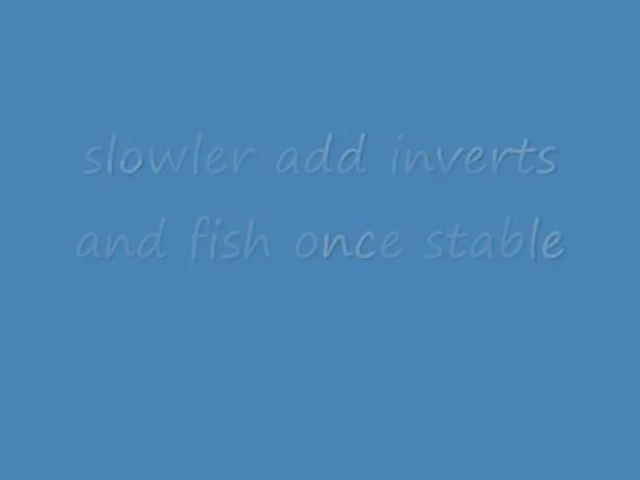 slowler add inverts
and fish once stable